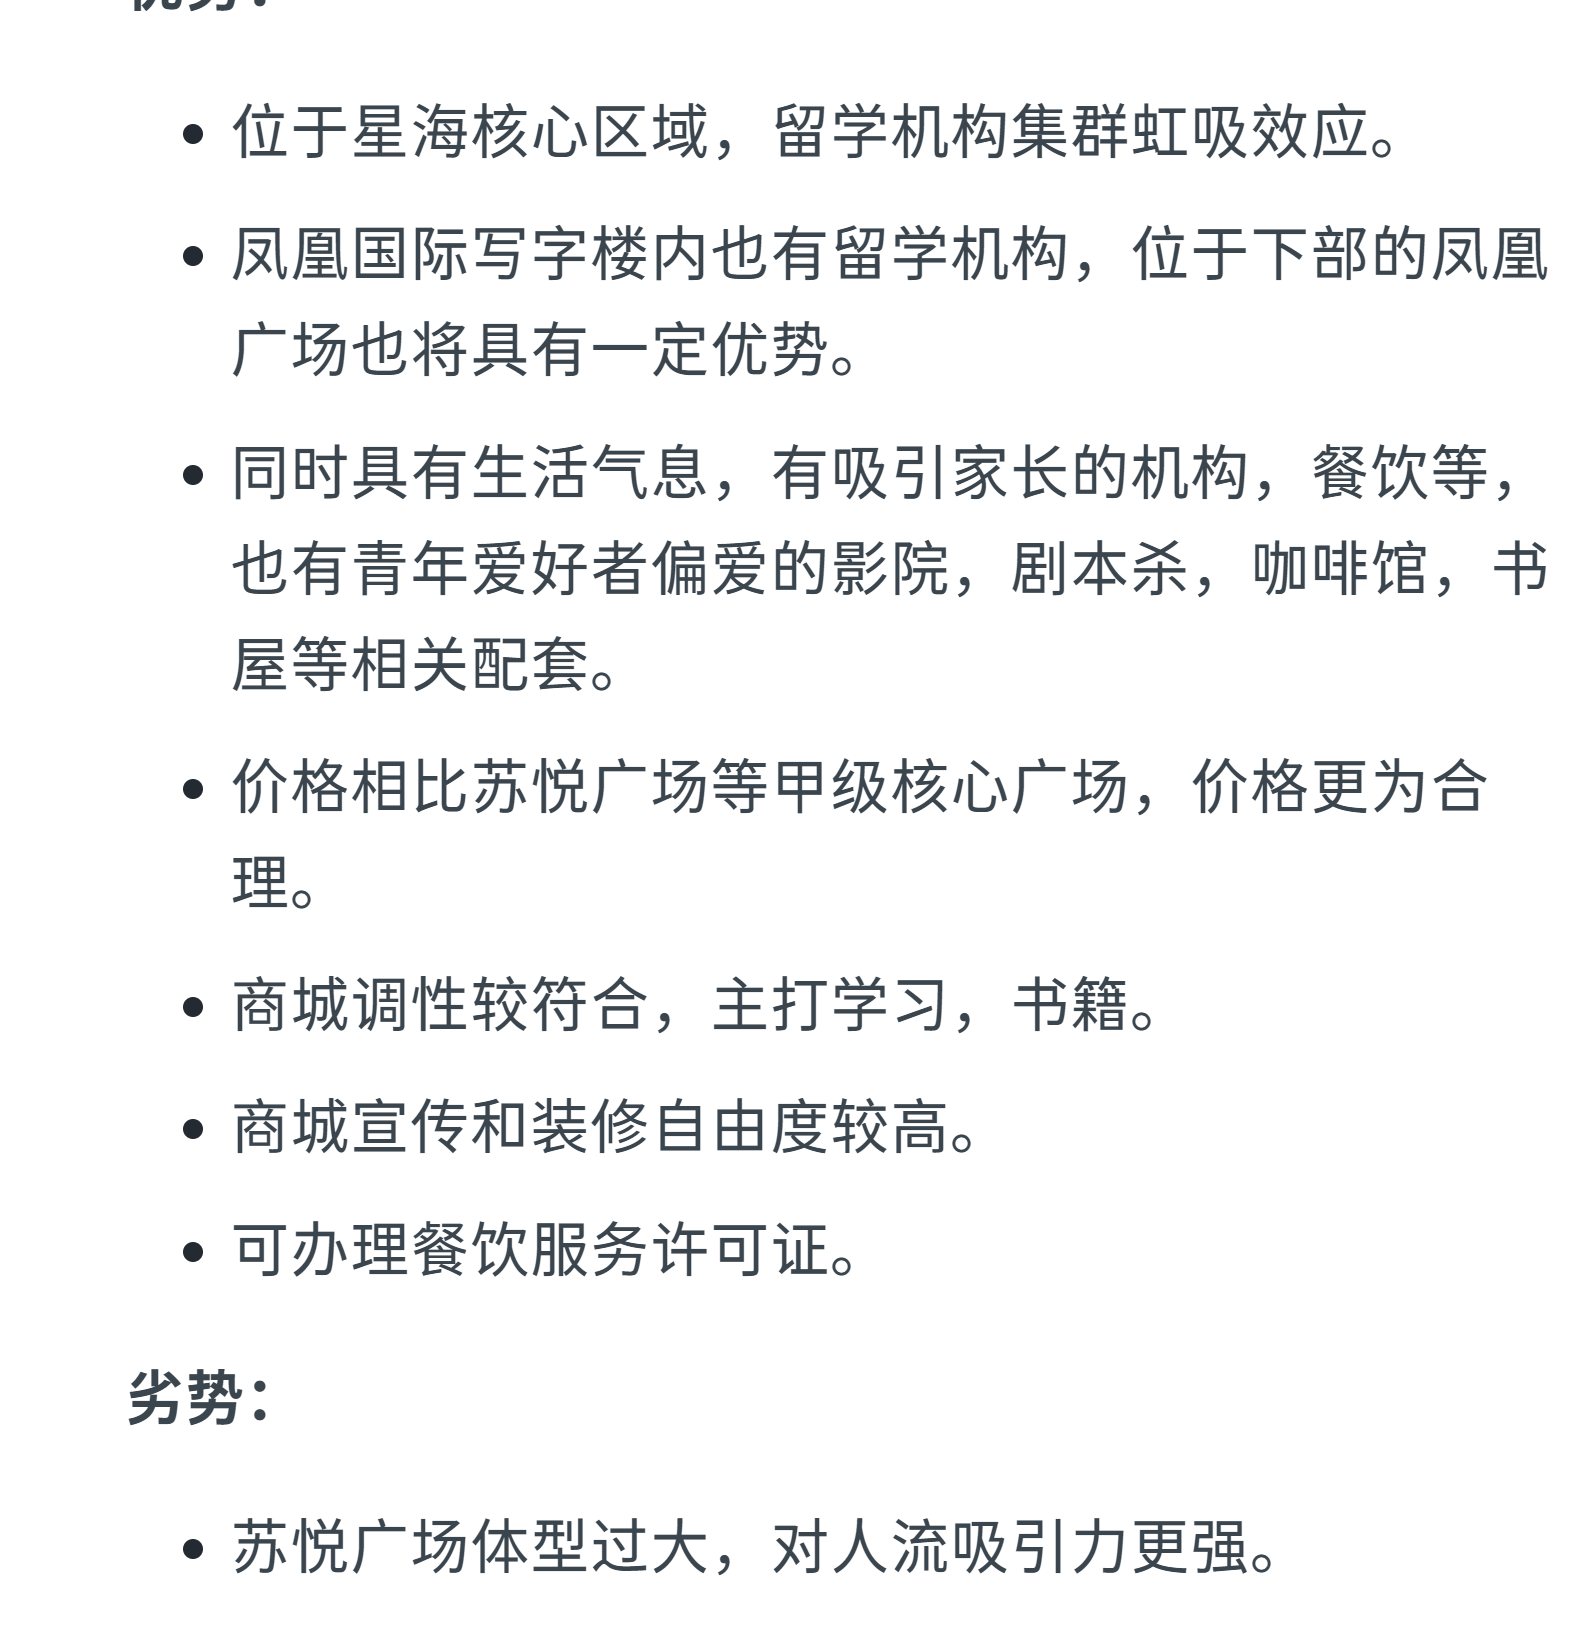 优势：
位于星海核心区域，留学机构集群虹吸效应。
凤凰国际写字楼内也有留学机构，位于下部的凤凰
广场也将具有一定优势。
同时具有生活气息，有吸引家长的机构，餐饮等，
也有青年爱好者偏爱的影院，剧本杀，咖啡馆，书
屋等相关配套。
价格相比苏悦广场等甲级核心广场，价格更为合
理。
商城调性较符合，主打学习，书籍。
商城宣传和装修自由度较高。
可办理餐饮服务许可证。
劣势：
苏悦广场体型过大，对人流吸引力更强。